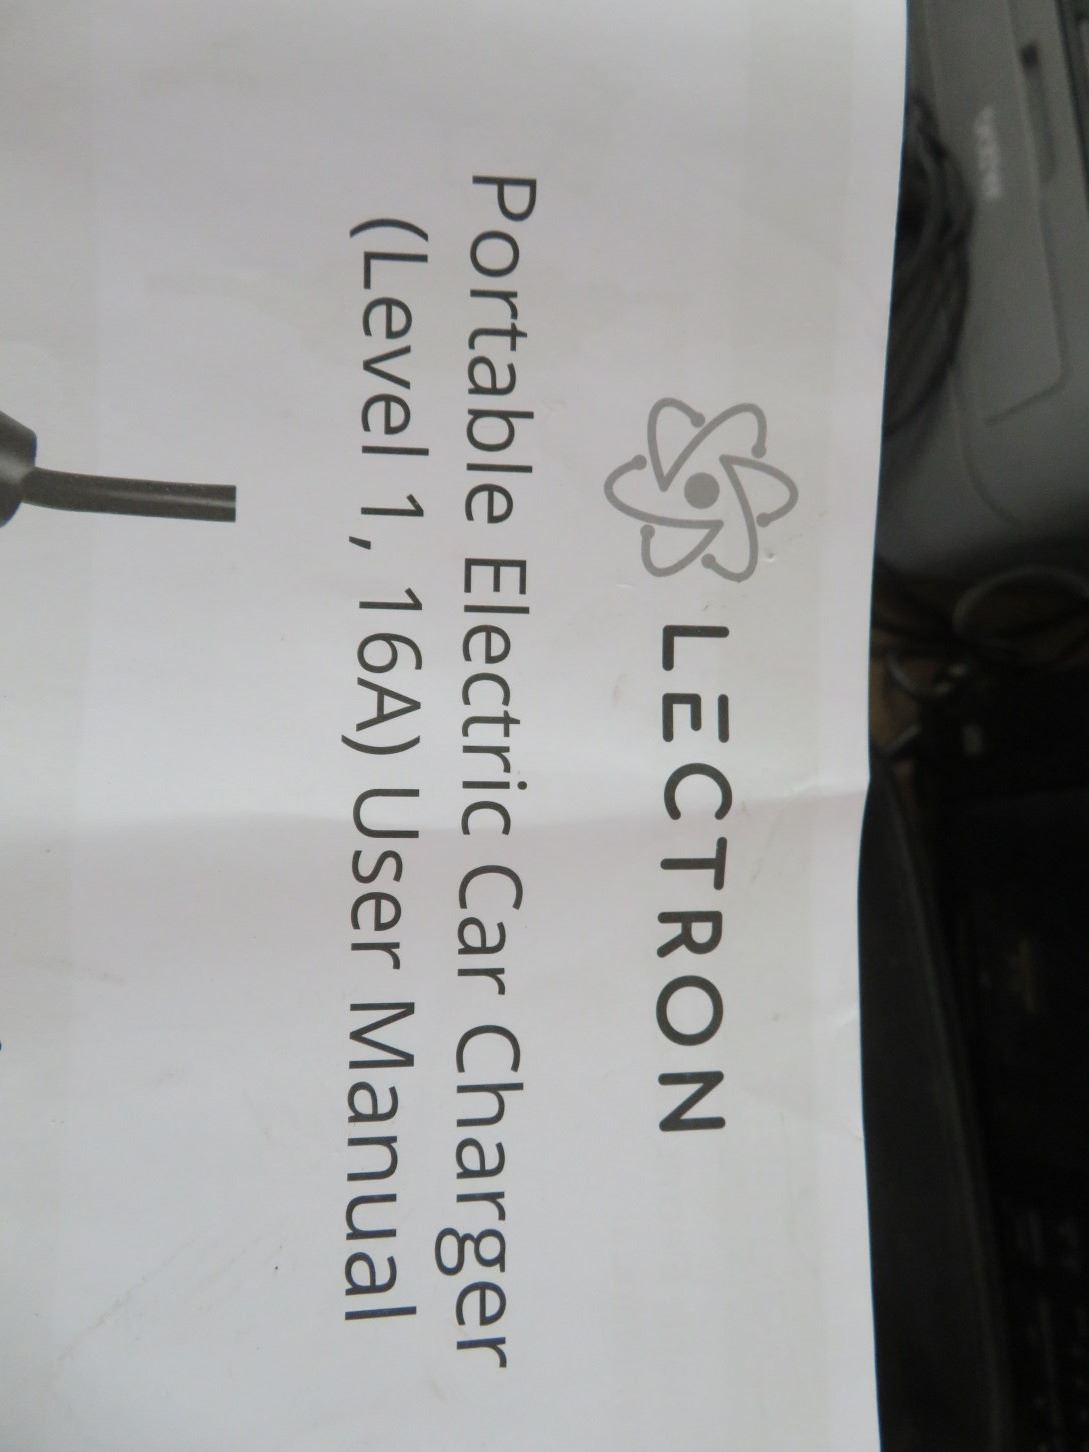 LECTRON
Portable Electric Car Charger
(Level 1, 16A) User Manual